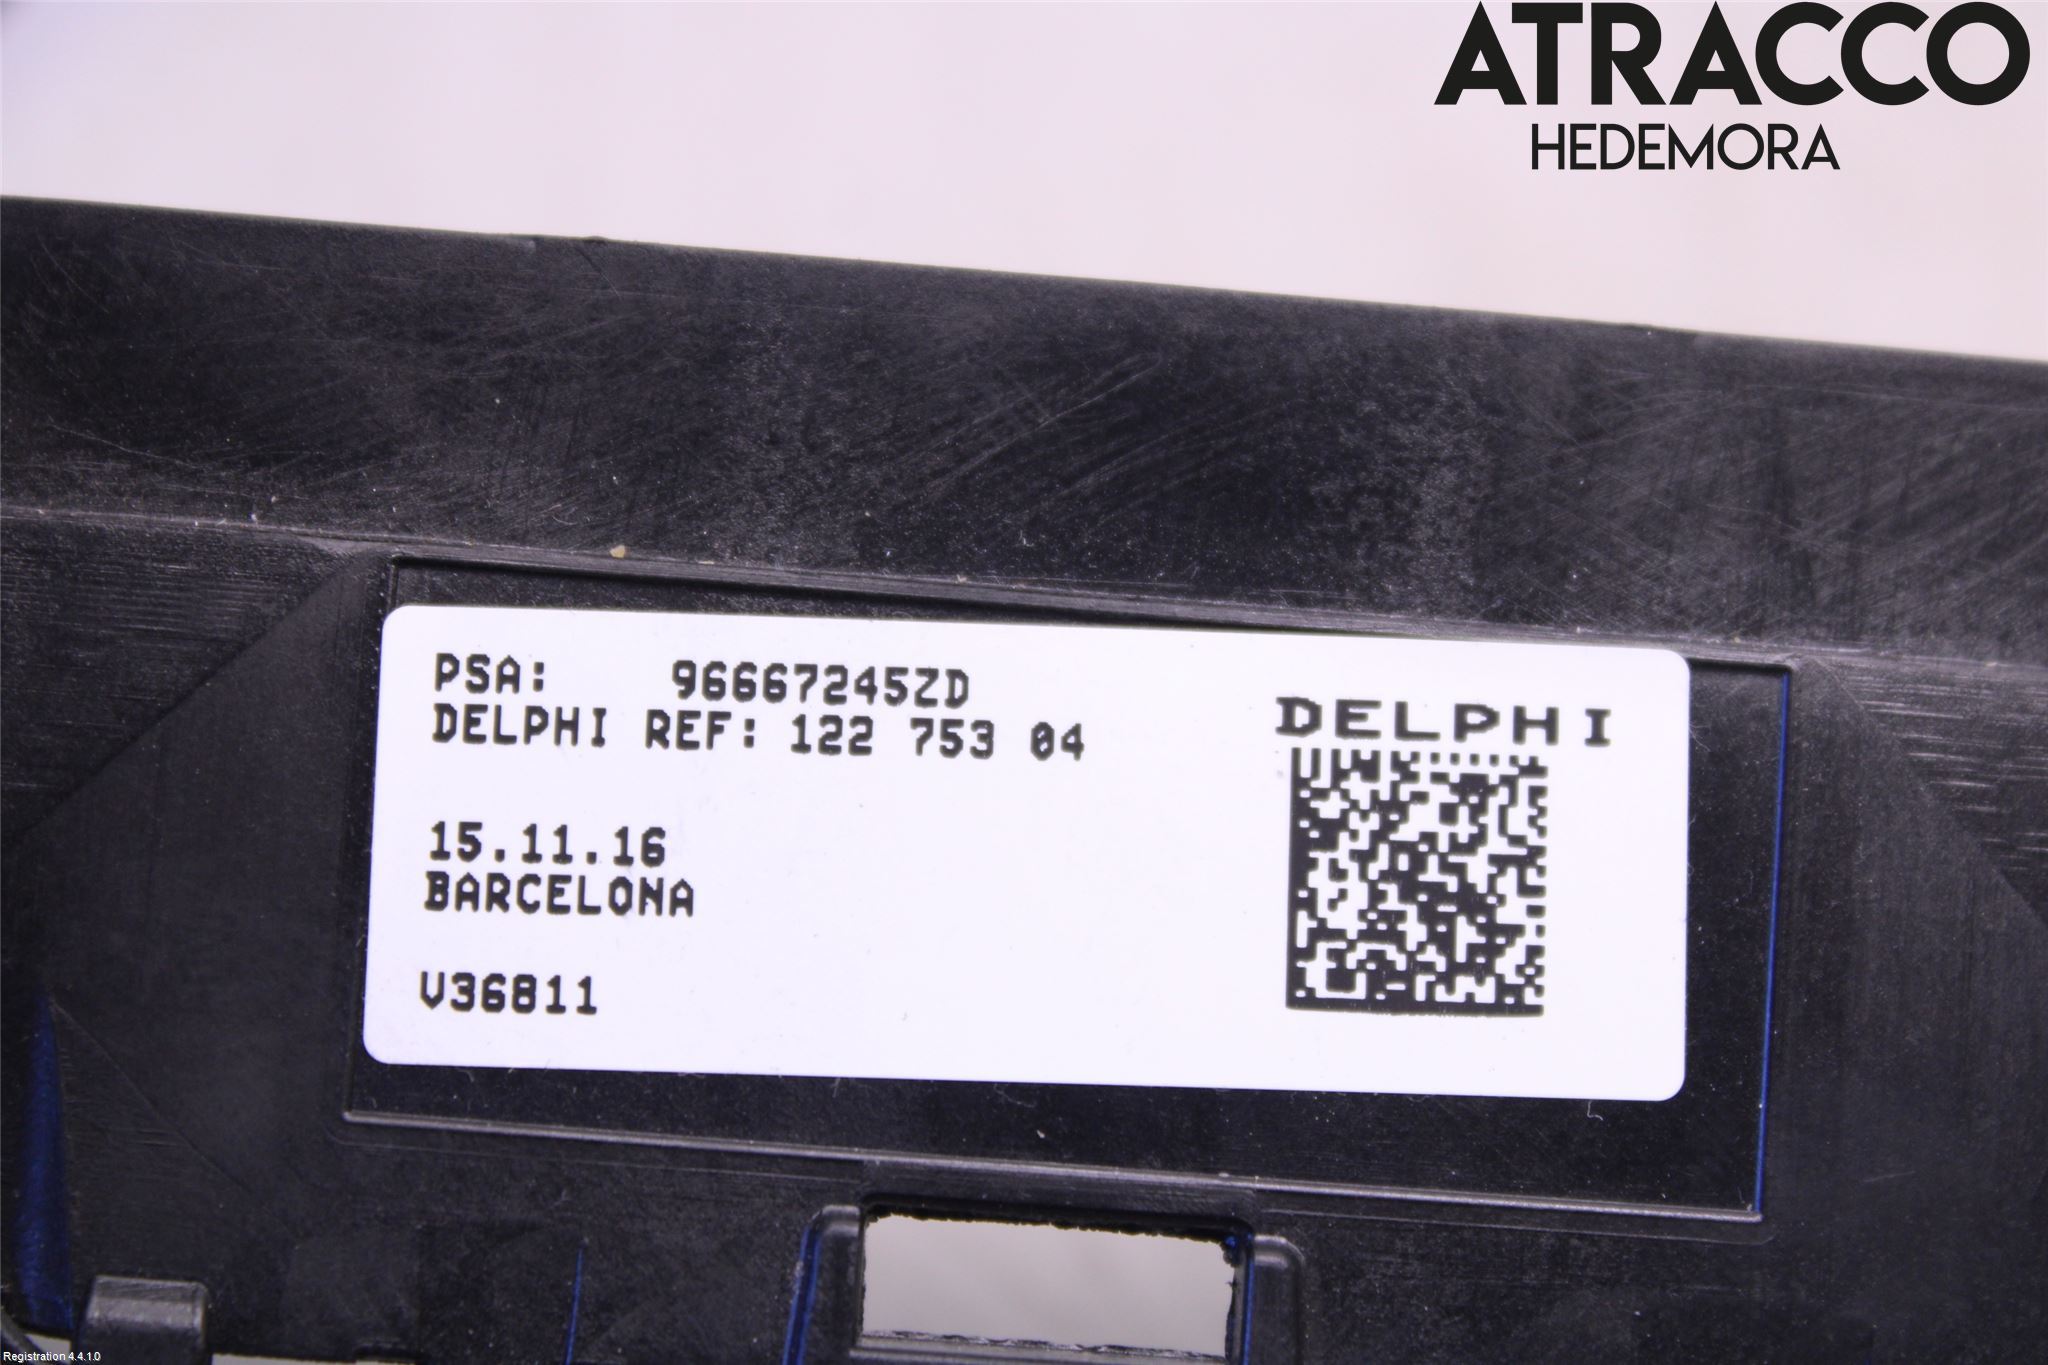 ATRACCO
HEDEMORA
PSA: 96667245ZD
DELPHI REF: 122 753 04
DELPHI
15.11.16
BARCELONA
V36811
Registration 4.4.1.0